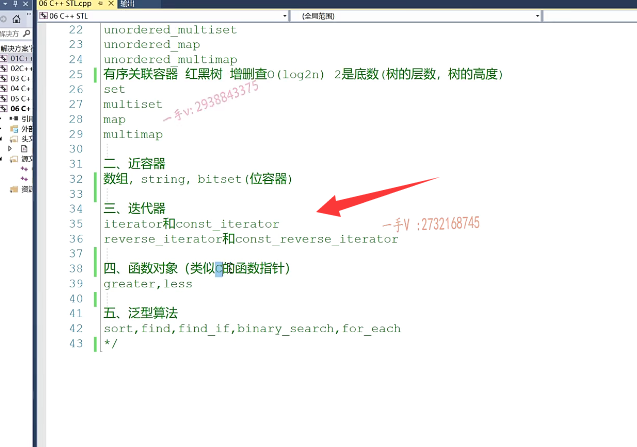 06 C++ STL.cpp
输出
06 C++ STL
(全局范围)
解决方
解决方案
01C+
02C+
03 C
04 C
05 C
06 C
引用
外部
头文
源文
资源
22 unordered_multiset
23 unordered_map
24 unordered_multimap
25 有序关联容器 红黑树 增删查O(log2n) 2是底数(树的层数, 树的高度)
26 set
27 multiset
28 map
29 multimap
一手v:2938843375
30
31 二、近容器
32 数组, string, bitset(位容器)
33
34 三、迭代器
35 iterator和const_iterator
36 reverse_iterator和const_reverse_iterator
一手V :2732168745
37
38 四、函数对象（类似C的函数指针）
39 greater,less
40
41 五、泛型算法
42 sort,find,find_if,binary_search,for_each
43 */